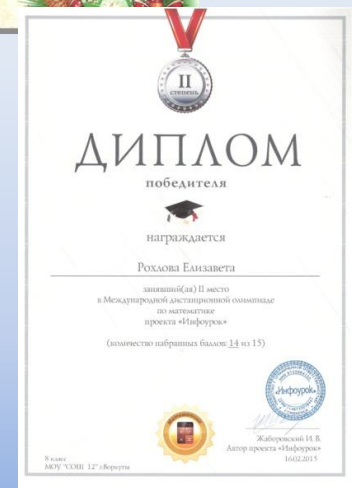 II
СТЕПЕНЬ
ДИПЛОМ
победителя
награждается
Рохлова Елизавета
занявший(ая) II место
в Международной дистанционной олимпиаде
по математике
проекта «Инфоурок»
(количество набранных баллов: 14 из 15)
«Инфоурок»
Жаборовский И. В.
Автор проекта «Инфоурок»
16.02.2015
8 класс
МОУ "СОШ 12" г.Воркуты